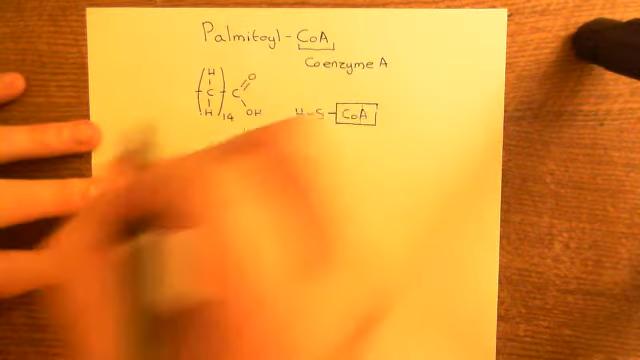 Palmitoyl-CoA
Coenzyme A
H O
C C
H 14 OH H-S-CoA